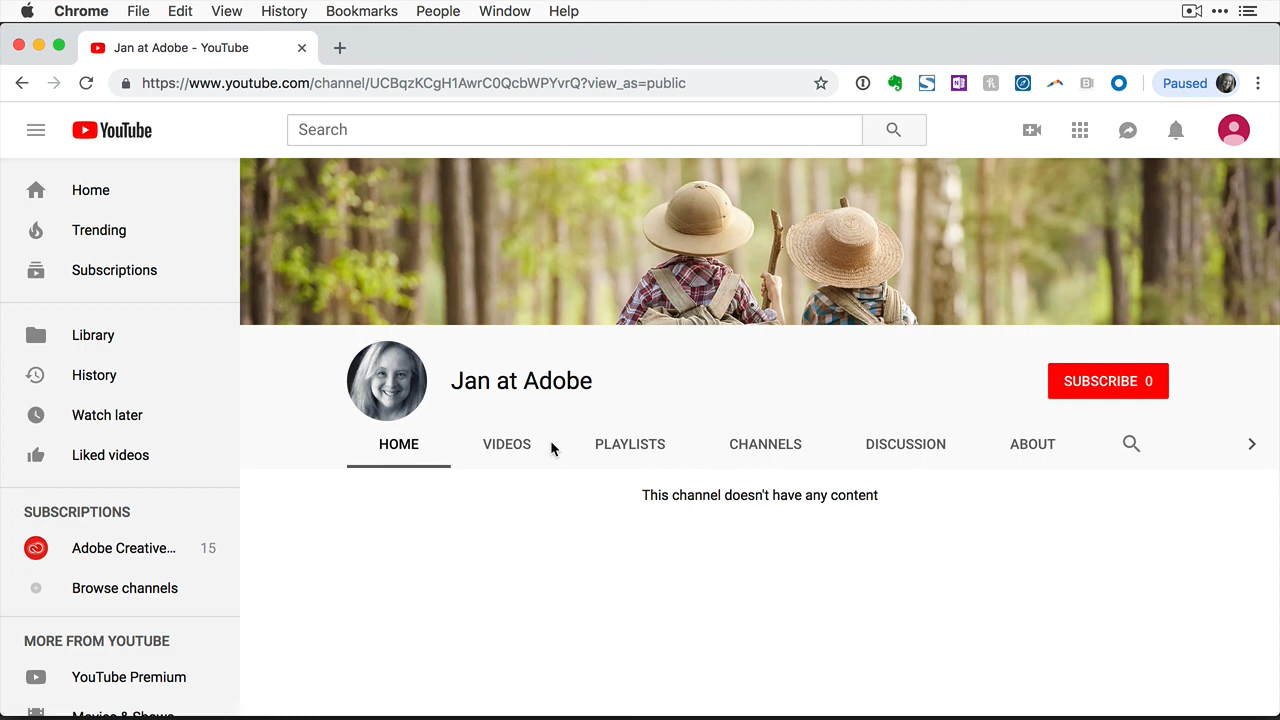 Chrome File Edit View History Bookmarks People Window Help
Jan at Adobe - YouTube
https://www.youtube.com/channel/UCBqzKCgH1AwrC0QcbWPYvrQ?view_as=public
Paused
YouTube
Search
Home
Trending
Subscriptions
Library
History
Watch later
Liked videos
SUBSCRIPTIONS
Adobe Creative... 15
Browse channels
MORE FROM YOUTUBE
YouTube Premium
Movies & Shows
Jan at Adobe
SUBSCRIBE 0
HOME VIDEOS PLAYLISTS CHANNELS DISCUSSION ABOUT
This channel doesn't have any content